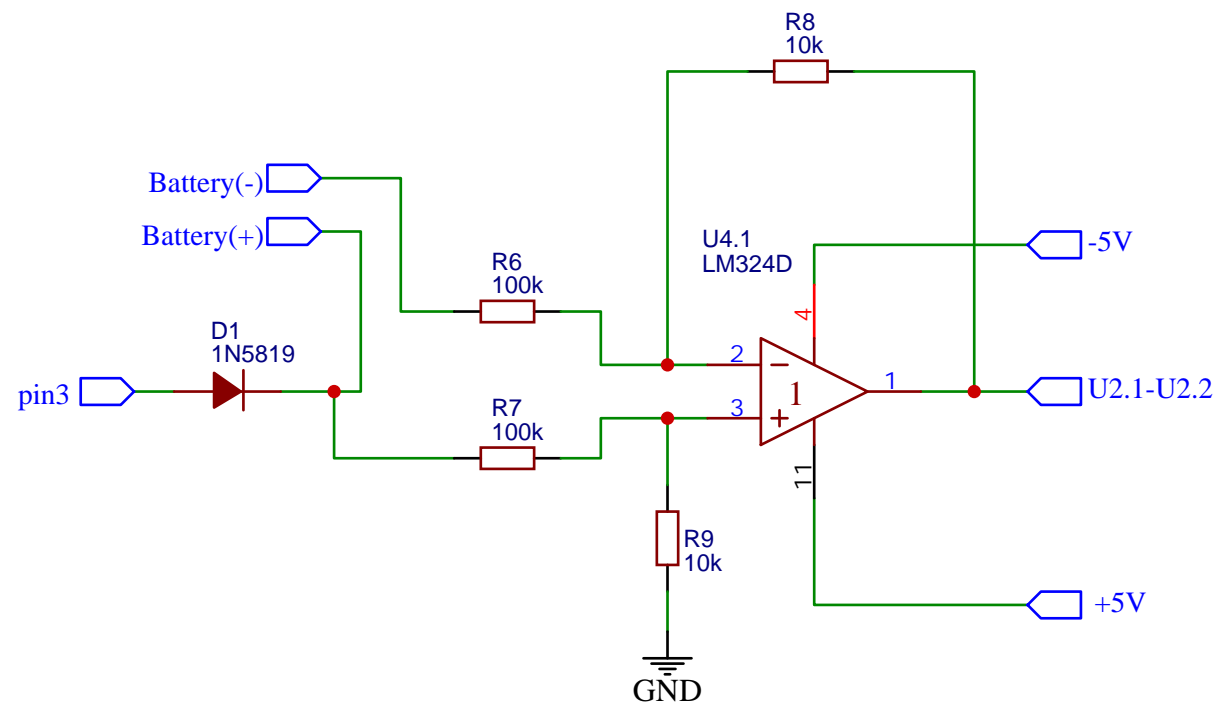 R8
10k
Battery(-)
Battery(+)
U4.1
LM324D
-5V
R6
100k
4
D1
1N5819
2
1
1
pin3
U2.1-U2.2
R7
100k
3
11
R9
10k
+5V
GND